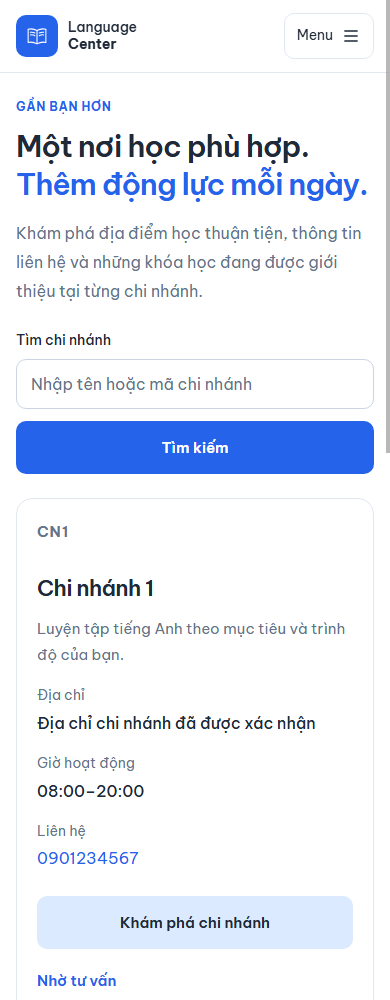 Language
Center
Menu
GẦN BẠN HƠN
Một nơi học phù hợp.
Thêm động lực mỗi ngày.
Khám phá địa điểm học thuận tiện, thông tin
liên hệ và những khóa học đang được giới
thiệu tại từng chi nhánh.
Tìm chi nhánh
Nhập tên hoặc mã chi nhánh
Tìm kiếm
CN1
Chi nhánh 1
Luyện tập tiếng Anh theo mục tiêu và trình
độ của bạn.
Địa chỉ
Địa chỉ chi nhánh đã được xác nhận
Giờ hoạt động
08:00–20:00
Liên hệ
0901234567
Khám phá chi nhánh
Nhờ tư vấn